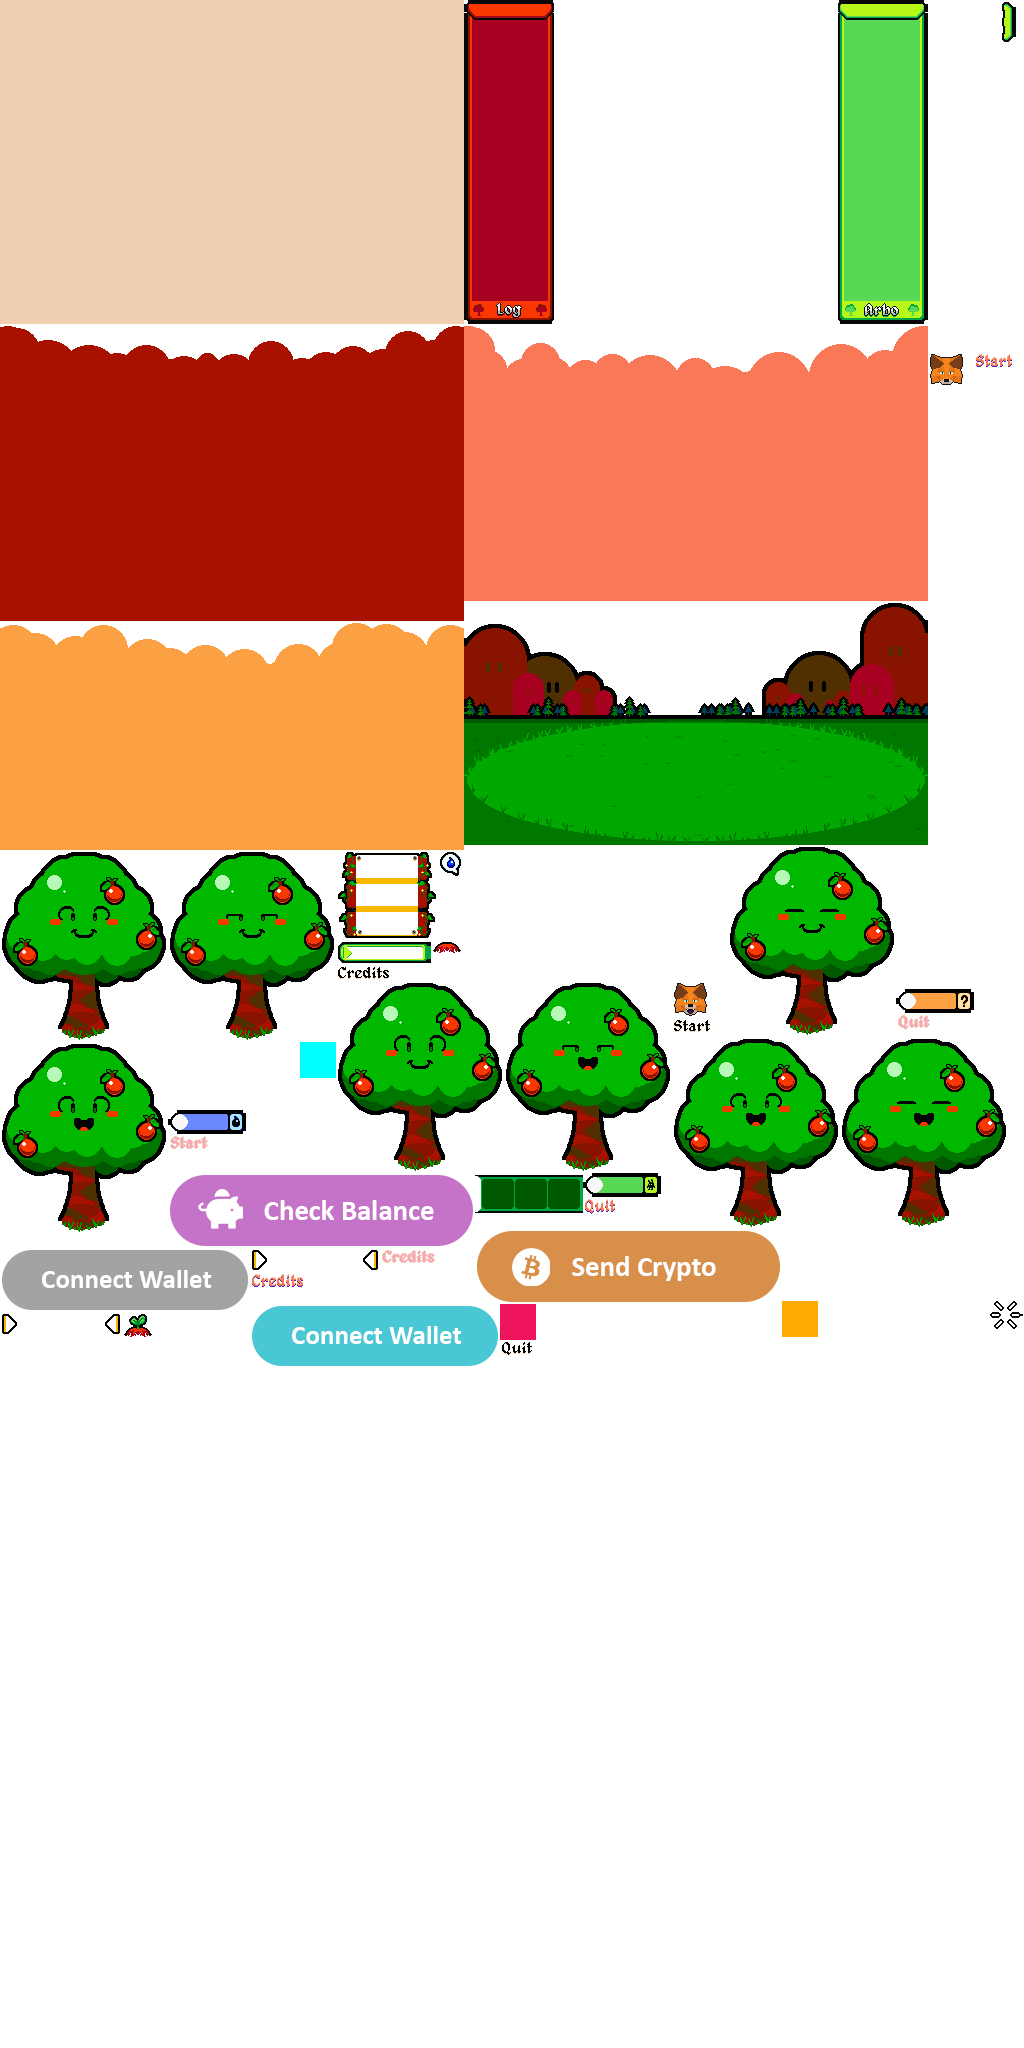 Log
Arbo
Start
Credits
Start
?
Quit
Start
Check Balance
Quit
Connect Wallet
Credits
Credits
Send Crypto
Connect Wallet
Quit